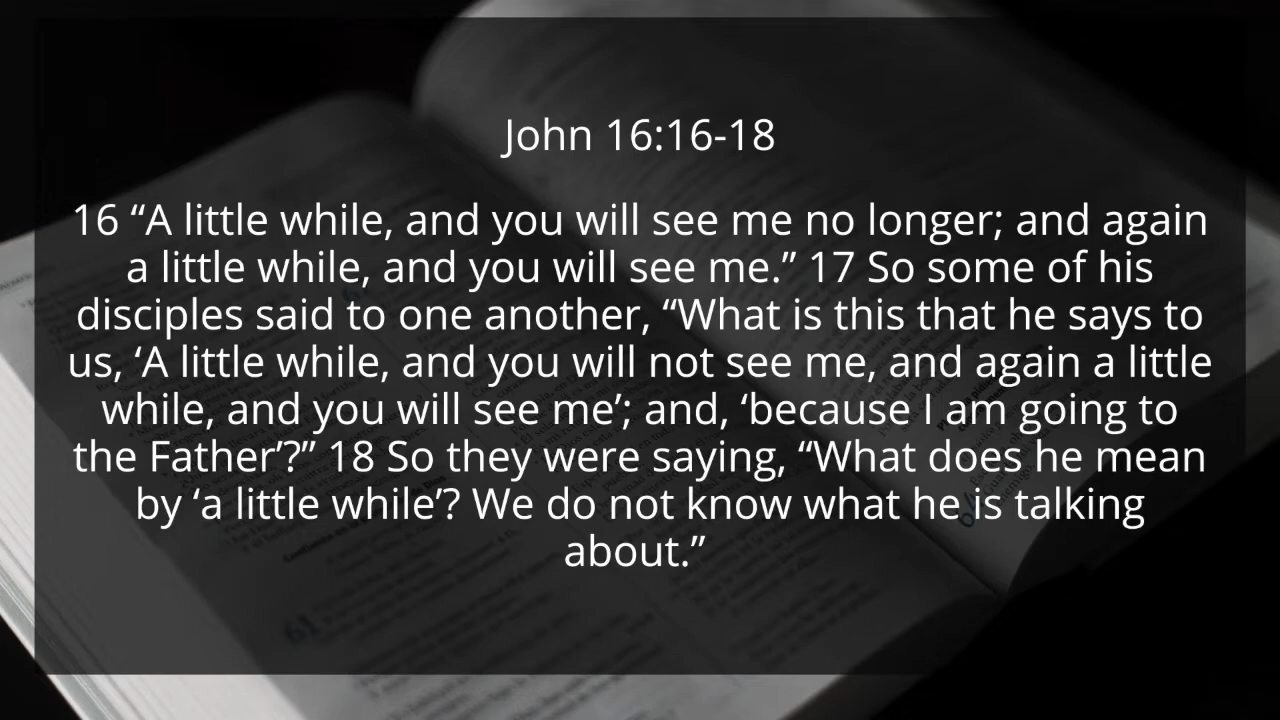 John 16:16-18
16 “A little while, and you will see me no longer; and again
a little while, and you will see me.” 17 So some of his
disciples said to one another, “What is this that he says to
us, ‘A little while, and you will not see me, and again a little
while, and you will see me’; and, ‘because I am going to
the Father’?” 18 So they were saying, “What does he mean
by ‘a little while’? We do not know what he is talking
about.”